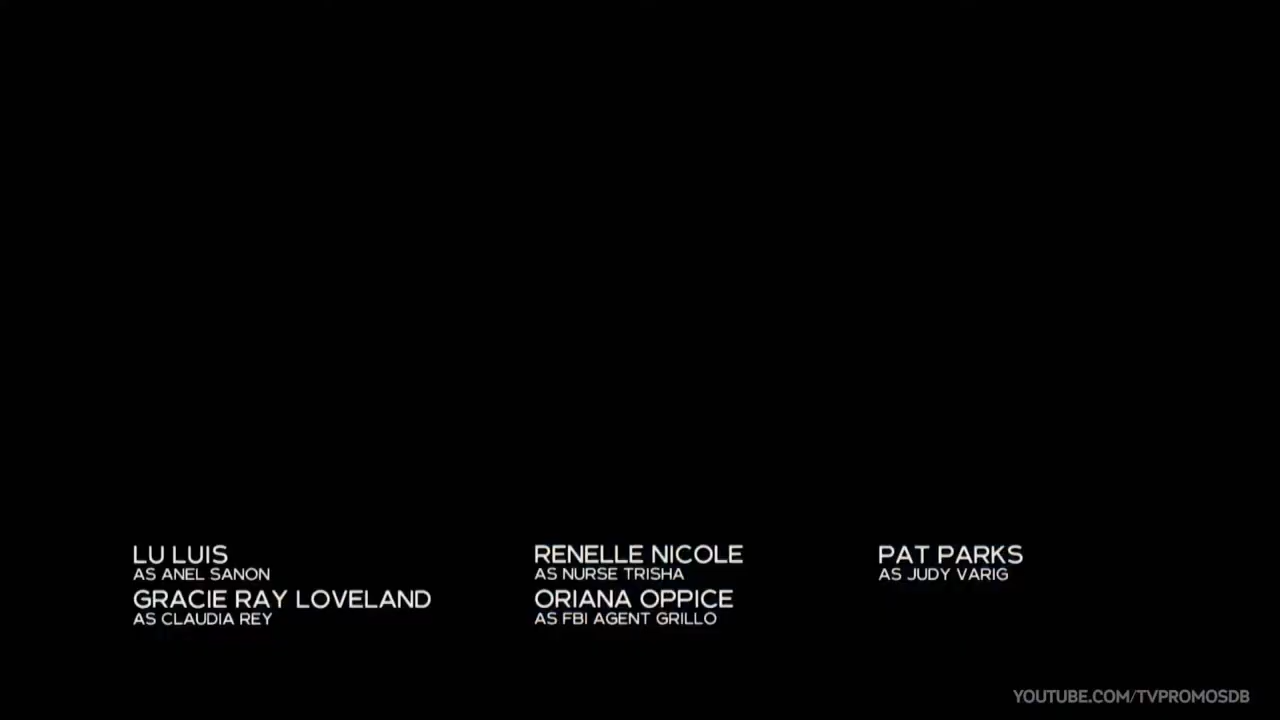 LU LUIS
AS ANEL SANON
GRACIE RAY LOVELAND
AS CLAUDIA REY
RENELLE NICOLE
AS NURSE TRISHA
ORIANA OPPICE
AS FBI AGENT GRILLO
PAT PARKS
AS JUDY VARIG
YOUTUBE.COM/TVPROMOSDB